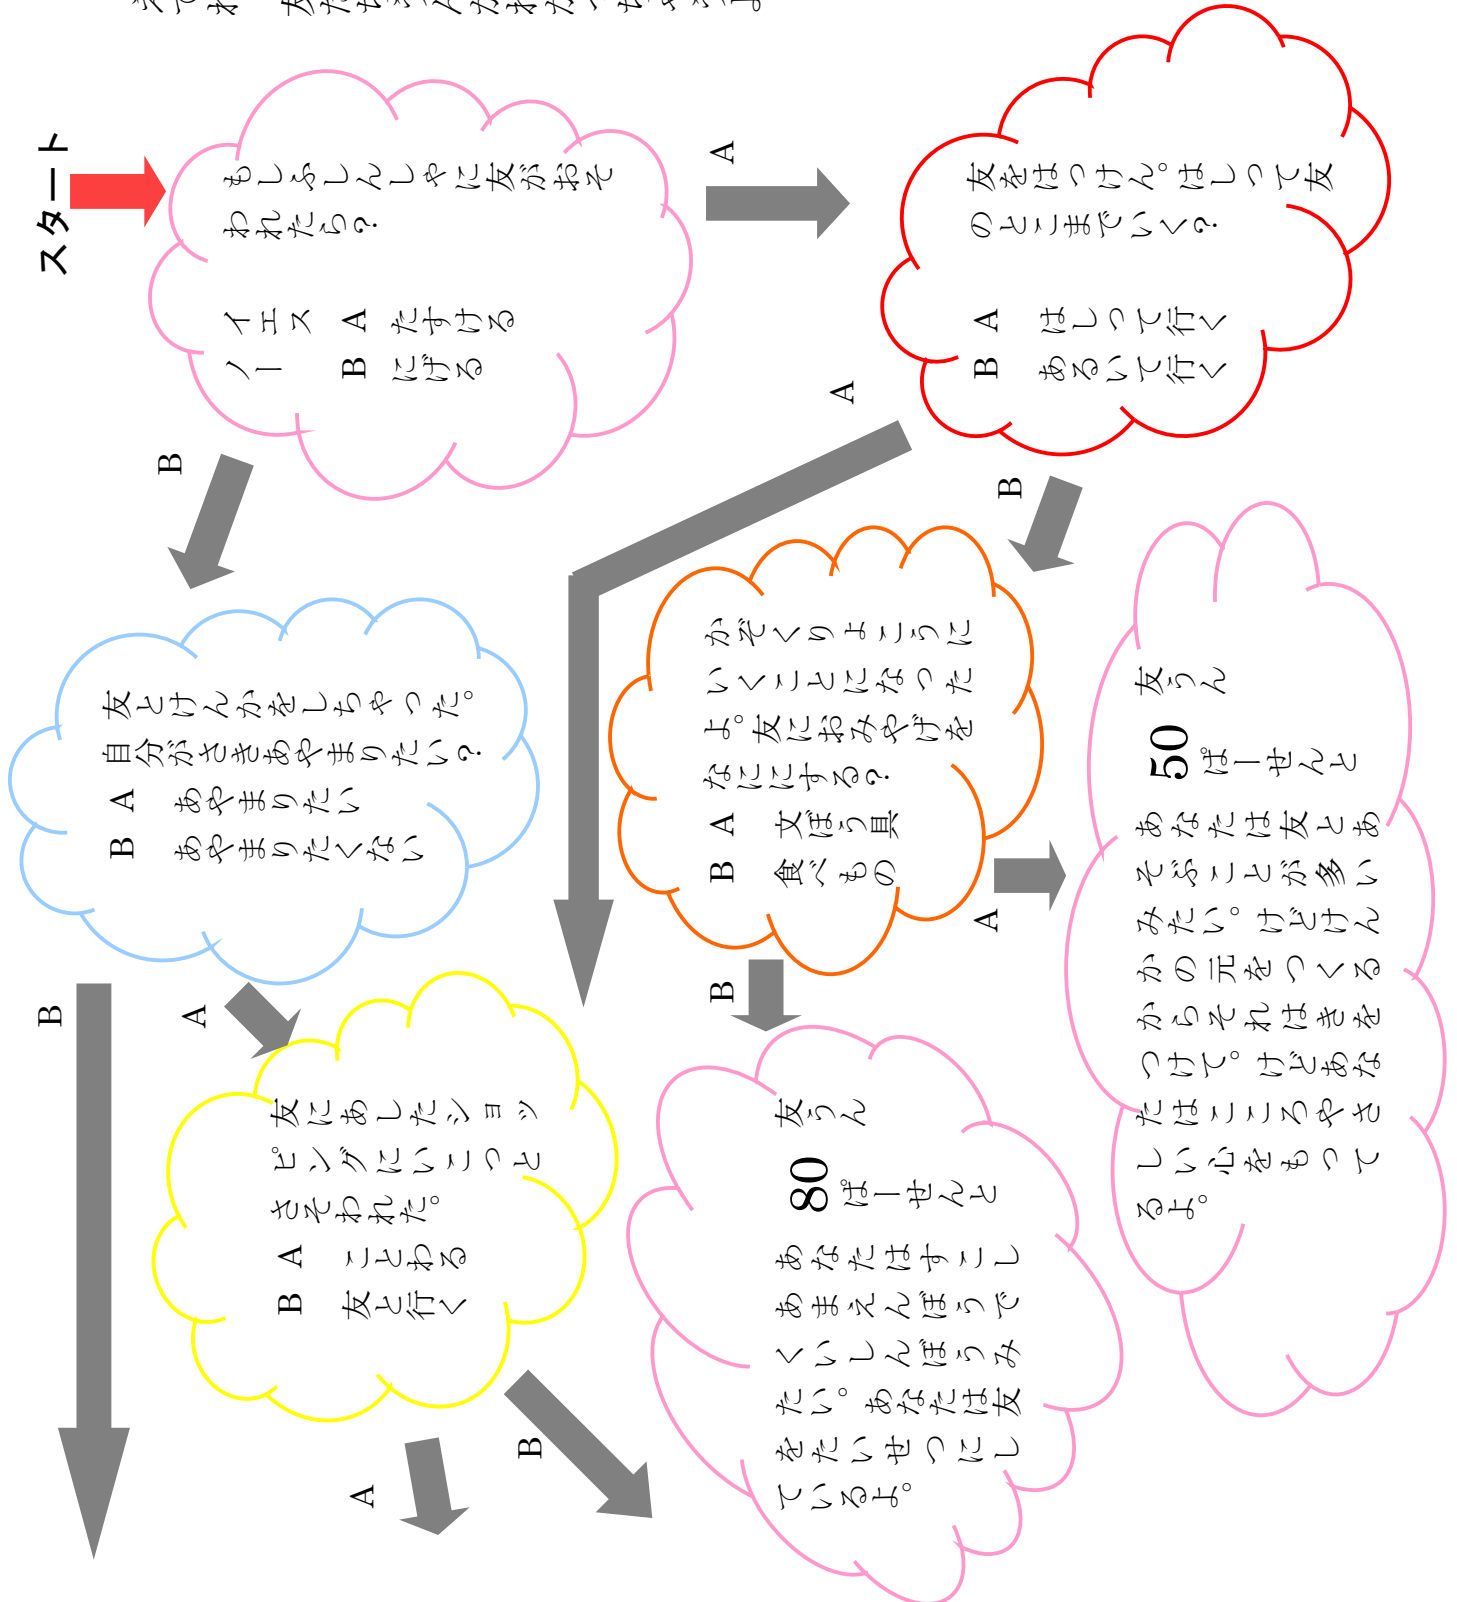 スタート
もしふしんしゃに友がおそ
われたら?
イエス A たすける
ノー B にげる
A
B
友をはっけん。はしって友
のとこまでいく?
A はしって行く
B あるいて行く
A
B
友とけんかをしちゃった。
自分がさきあやまりたい?
A あやまりたい
B あやまりたくない
B
A
かぞくりょこうに
いくことになった
よ。友におみやげを
なににする?
A 文ぼう具
B 食べもの
A
B
友うん
50ぱーせんと
あなたは友とあ
そぶことが多い
みたい。けどけん
かの元をつくる
からそれはきを
つけて。けどあな
たはこころやさ
しい心をもって
るよ。
友にあしたショッ
ピングにいこっと
さそわれた。
A ことわる
B 友と行く
A
B
友うん
80ぱーせんと
あなたはすこし
あまえんぼうで
くいしんぼうみ
たい。あなたは友
をたいせつにし
ているよ。